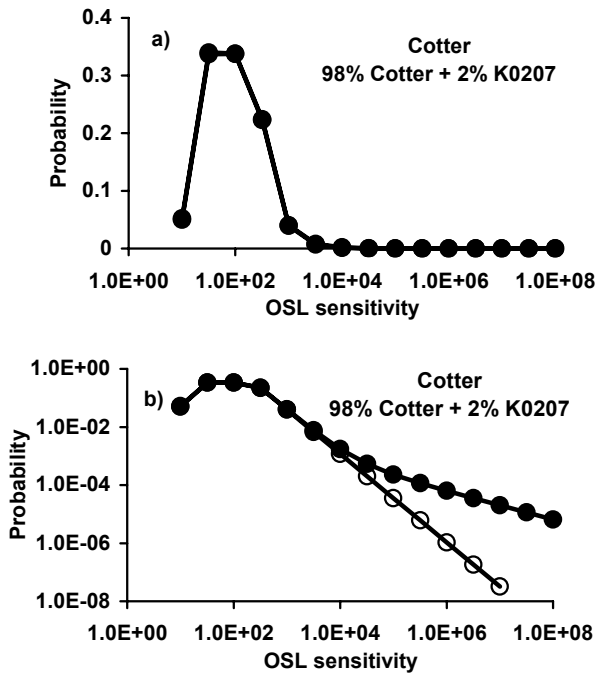 0.4
a)
Cotter
98% Cotter + 2% K0207
0.3
0.2
0.1
0
Probability
1.0E+00 1.0E+02 1.0E+04 1.0E+06 1.0E+08
OSL sensitivity
1.0E+00
b)
Cotter
98% Cotter + 2% K0207
1.0E-02
1.0E-04
1.0E-06
1.0E-08
Probability
1.0E+00 1.0E+02 1.0E+04 1.0E+06 1.0E+08
OSL sensitivity